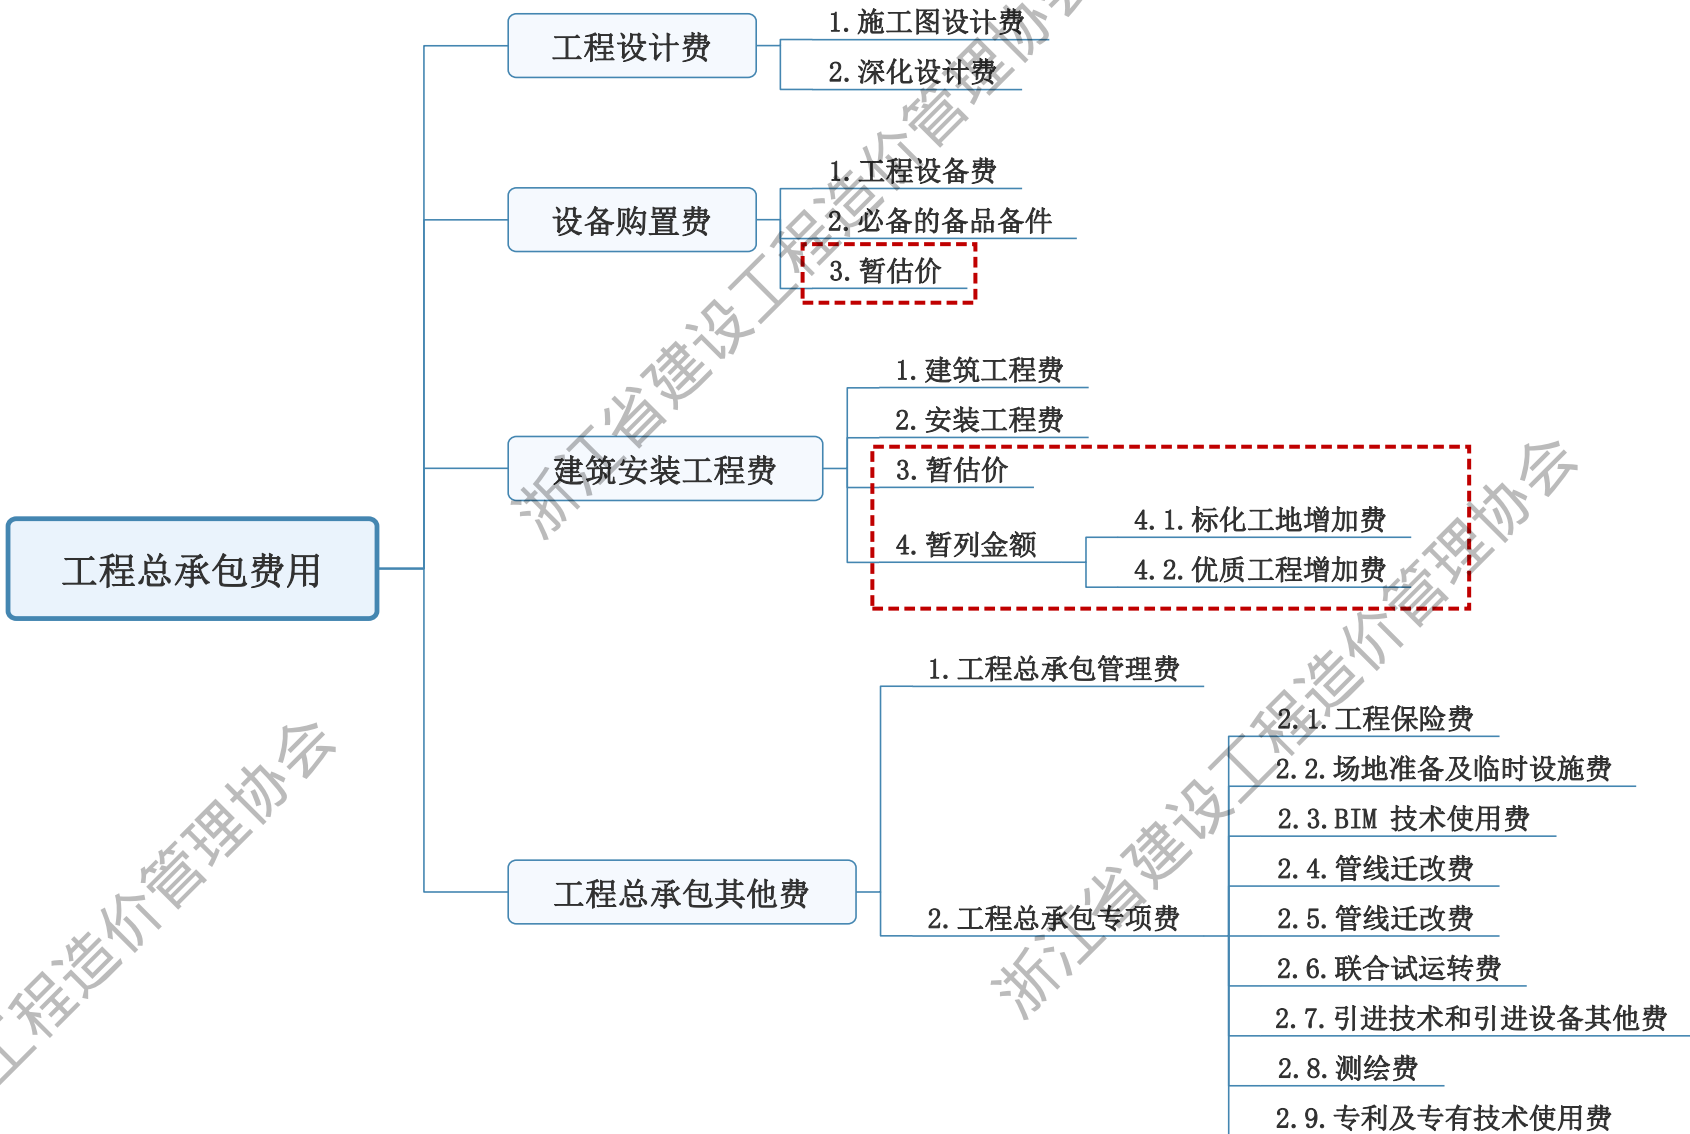 工程总承包费用
工程设计费
1.施工图设计费
2.深化设计费
设备购置费
1.工程设备费
2.必备的备品备件
3.暂估价
建筑安装工程费
1.建筑工程费
2.安装工程费
3.暂估价
4.暂列金额
4.1.标化工地增加费
4.2.优质工程增加费
工程总承包其他费
1.工程总承包管理费
2.工程总承包专项费
2.1.工程保险费
2.2.场地准备及临时设施费
2.3.BIM 技术使用费
2.4.管线迁改费
2.5.管线迁改费
2.6.联合试运转费
2.7.引进技术和引进设备其他费
2.8.测绘费
2.9.专利及专有技术使用费
浙江省建设工程造价管理协会
浙江省建设工程造价管理协会
工程造价管理协会